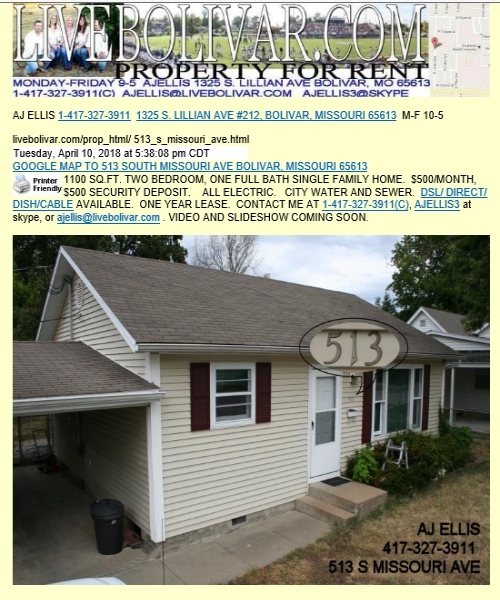 LIVEBOLIVAR.COM
PROPERTY FOR RENT
MONDAY-FRIDAY 9-5 AJELLIS 1325 S. LILLIAN AVE BOLIVAR, MO 65613
1-417-327-3911(C) AJELLIS@LIVEBOLIVAR.COM AJELLIS3@SKYPE
AJ ELLIS 1-417-327-3911 1325 S. LILLIAN AVE #212, BOLIVAR, MISSOURI 65613 M-F 10-5
livebolivar.com/prop_html/ 513_s_missouri_ave.html
Tuesday, April 10, 2018 at 5:38:08 pm CDT
GOOGLE MAP TO 513 SOUTH MISSOURI AVE BOLIVAR, MISSOURI 65613
Printer Friendly 1100 SQ.FT. TWO BEDROOM, ONE FULL BATH SINGLE FAMILY HOME. $500/MONTH,
$500 SECURITY DEPOSIT. ALL ELECTRIC. CITY WATER AND SEWER. DSL/ DIRECT/
DISH/CABLE AVAILABLE. ONE YEAR LEASE. CONTACT ME AT 1-417-327-3911(C), AJELLIS3 at
skype, or ajellis@livebolivar.com . VIDEO AND SLIDESHOW COMING SOON.
513
AJ ELLIS
417-327-3911
513 S MISSOURI AVE